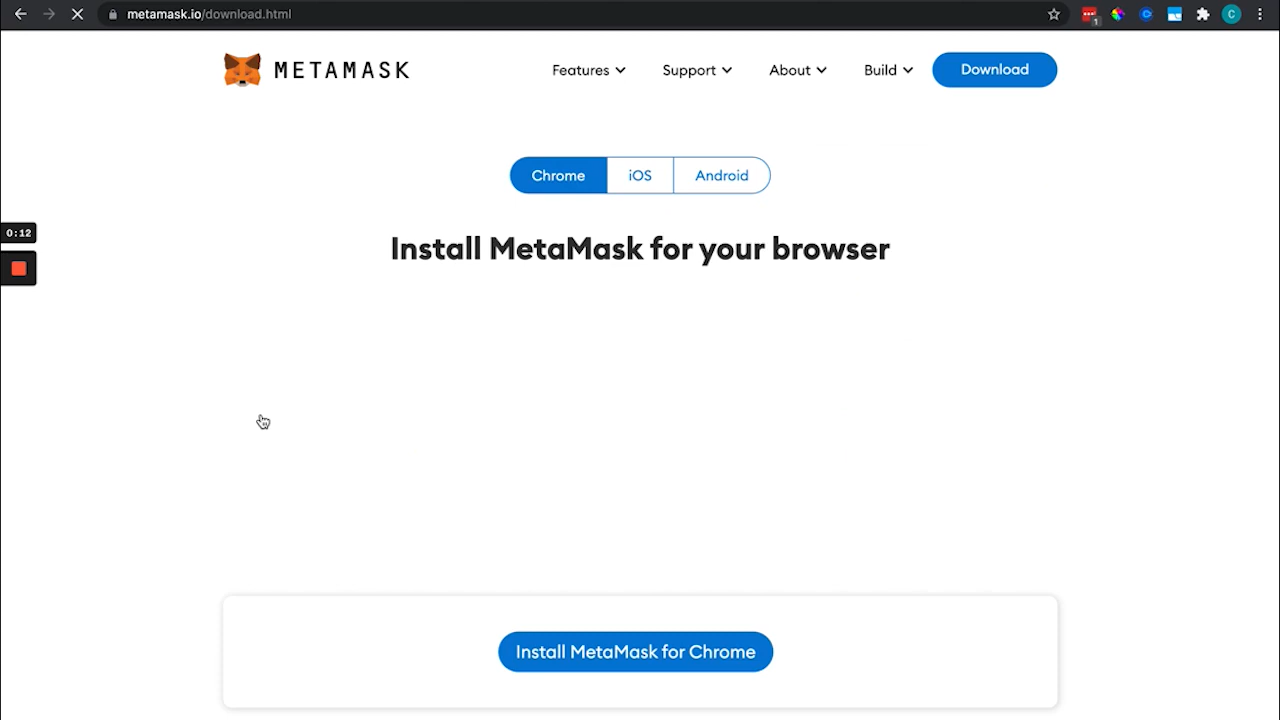 metamask.io/download.html
1
C
METAMASK
Features
Support
About
Build
Download
Chrome
iOS
Android
0:12
Install MetaMask for your browser
Install MetaMask for Chrome